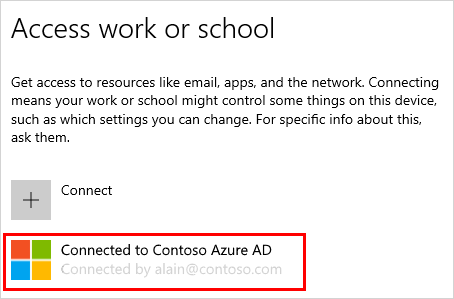 Access work or school
Get access to resources like email, apps, and the network. Connecting
means your work or school might control some things on this device,
such as which settings you can change. For specific info about this,
ask them.
Connect
Connected to Contoso Azure AD
Connected by alain@contoso.com